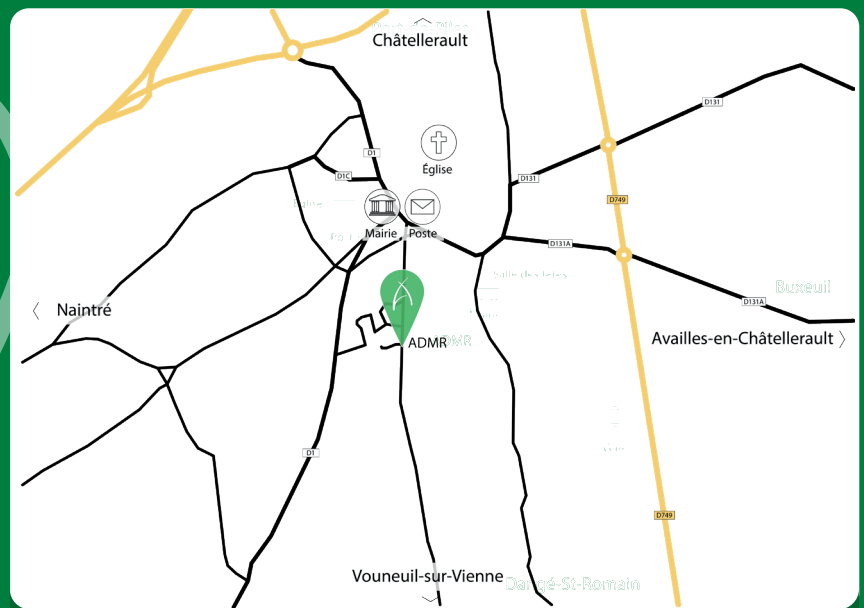 Châtellerault
D131
Église
D1
D1C
D131
D749
Mairie
Poste
D131A
Buxeuil
D131A
Naintré
ADMR
Availles-en-Châtellerault
D1
D749
Vouneuil-sur-Vienne
Dangé-St-Romain